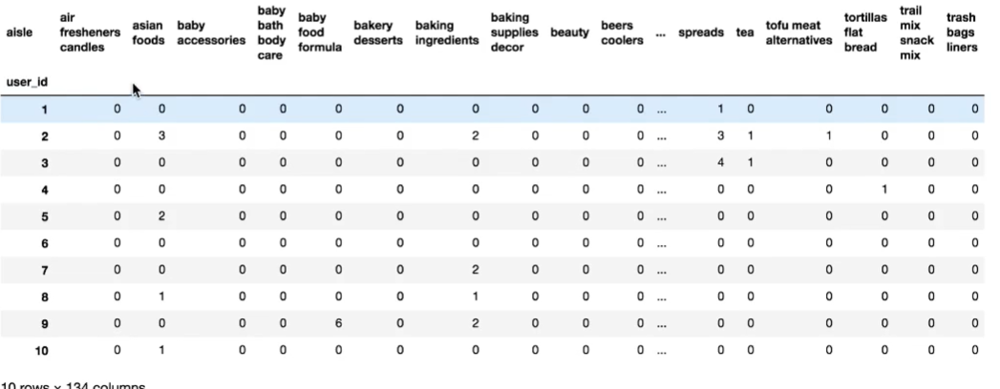 aisle air fresheners candles asian foods baby accessories baby bath body care baby food formula bakery desserts baking ingredients baking supplies decor beauty beers coolers ... spreads tea tofu meat alternatives tortillas flat bread trail mix snack mix trash bags liners
user_id
1 0 0 0 0 0 0 0 0 0 0 ... 1 0 0 0 0 0
2 0 3 0 0 0 0 2 0 0 0 ... 3 1 1 0 0 0
3 0 0 0 0 0 0 0 0 0 0 ... 4 1 0 0 0 0
4 0 0 0 0 0 0 0 0 0 0 ... 0 0 0 1 0 0
5 0 2 0 0 0 0 0 0 0 0 ... 0 0 0 0 0 0
6 0 0 0 0 0 0 0 0 0 0 ... 0 0 0 0 0 0
7 0 0 0 0 0 0 2 0 0 0 ... 0 0 0 0 0 0
8 0 1 0 0 0 0 1 0 0 0 ... 0 0 0 0 0 0
9 0 0 0 0 6 0 2 0 0 0 ... 0 0 0 0 0 0
10 0 1 0 0 0 0 0 0 0 0 ... 0 0 0 0 0 0
10 rows × 134 columns